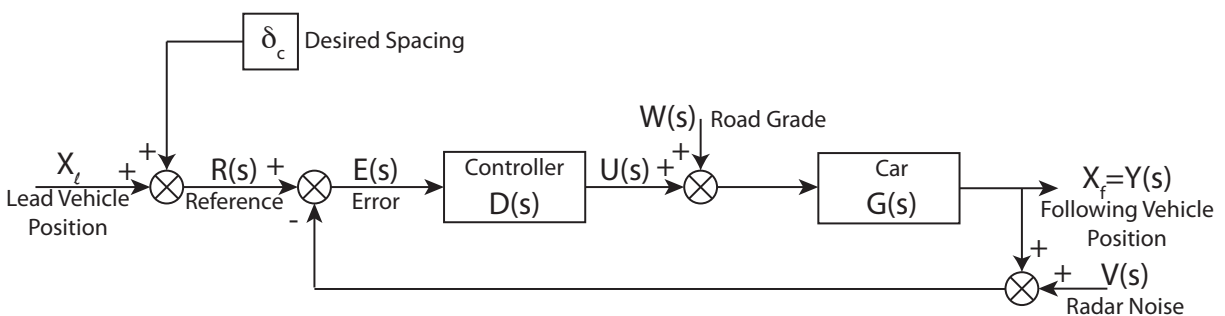 δc Desired Spacing
W(s) Road Grade
+
+
Xℓ
+
R(s)
+
E(s)
Controller
D(s)
U(s)
+
Car
G(s)
Xf=Y(s)
Lead Vehicle
Position
Reference
-
Error
Following Vehicle
Position
+
+
V(s)
Radar Noise